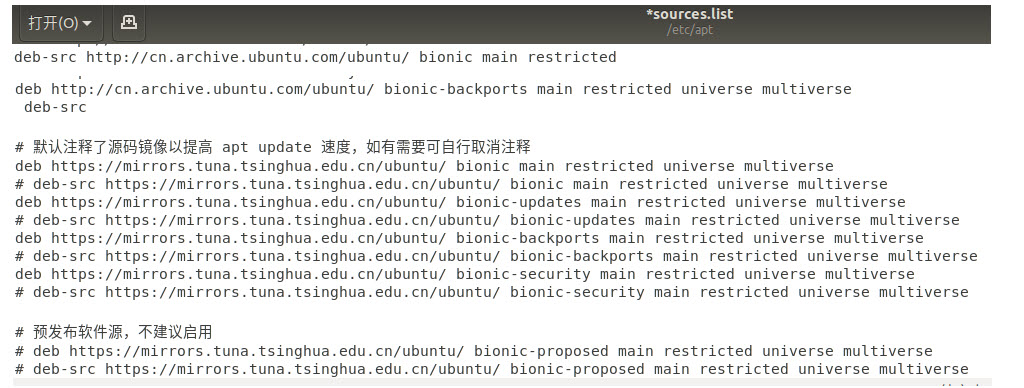 打开(O)
*sources.list
/etc/apt
deb-src http://cn.archive.ubuntu.com/ubuntu/ bionic main restricted
deb http://cn.archive.ubuntu.com/ubuntu/ bionic-backports main restricted universe multiverse
deb-src
# 默认注释了源码镜像以提高 apt update 速度，如有需要可自行取消注释
deb https://mirrors.tuna.tsinghua.edu.cn/ubuntu/ bionic main restricted universe multiverse
# deb-src https://mirrors.tuna.tsinghua.edu.cn/ubuntu/ bionic main restricted universe multiverse
deb https://mirrors.tuna.tsinghua.edu.cn/ubuntu/ bionic-updates main restricted universe multiverse
# deb-src https://mirrors.tuna.tsinghua.edu.cn/ubuntu/ bionic-updates main restricted universe multiverse
deb https://mirrors.tuna.tsinghua.edu.cn/ubuntu/ bionic-backports main restricted universe multiverse
# deb-src https://mirrors.tuna.tsinghua.edu.cn/ubuntu/ bionic-backports main restricted universe multiverse
deb https://mirrors.tuna.tsinghua.edu.cn/ubuntu/ bionic-security main restricted universe multiverse
# deb-src https://mirrors.tuna.tsinghua.edu.cn/ubuntu/ bionic-security main restricted universe multiverse
# 预发布软件源，不建议启用
# deb https://mirrors.tuna.tsinghua.edu.cn/ubuntu/ bionic-proposed main restricted universe multiverse
# deb-src https://mirrors.tuna.tsinghua.edu.cn/ubuntu/ bionic-proposed main restricted universe multiverse